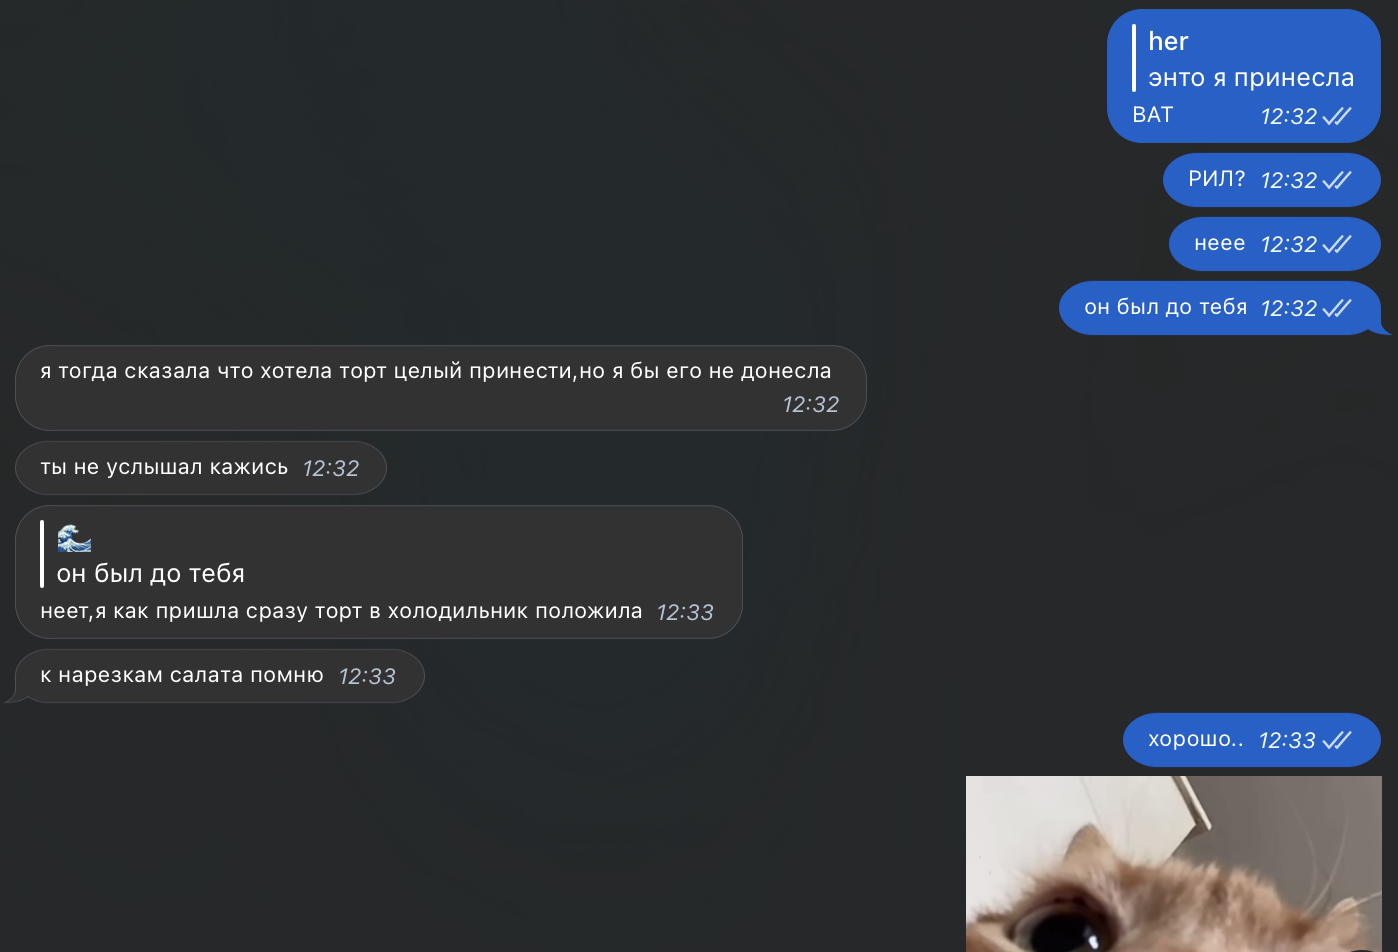 her
энто я принесла
ВАТ 12:32
РИЛ? 12:32
неее 12:32
он был до тебя 12:32
я тогда сказала что хотела торт целый принести,но я бы его не донесла
12:32
ты не услышал кажись 12:32
🌊
он был до тебя
неет,я как пришла сразу торт в холодильник положила 12:33
к нарезкам салата помню 12:33
хорошо.. 12:33